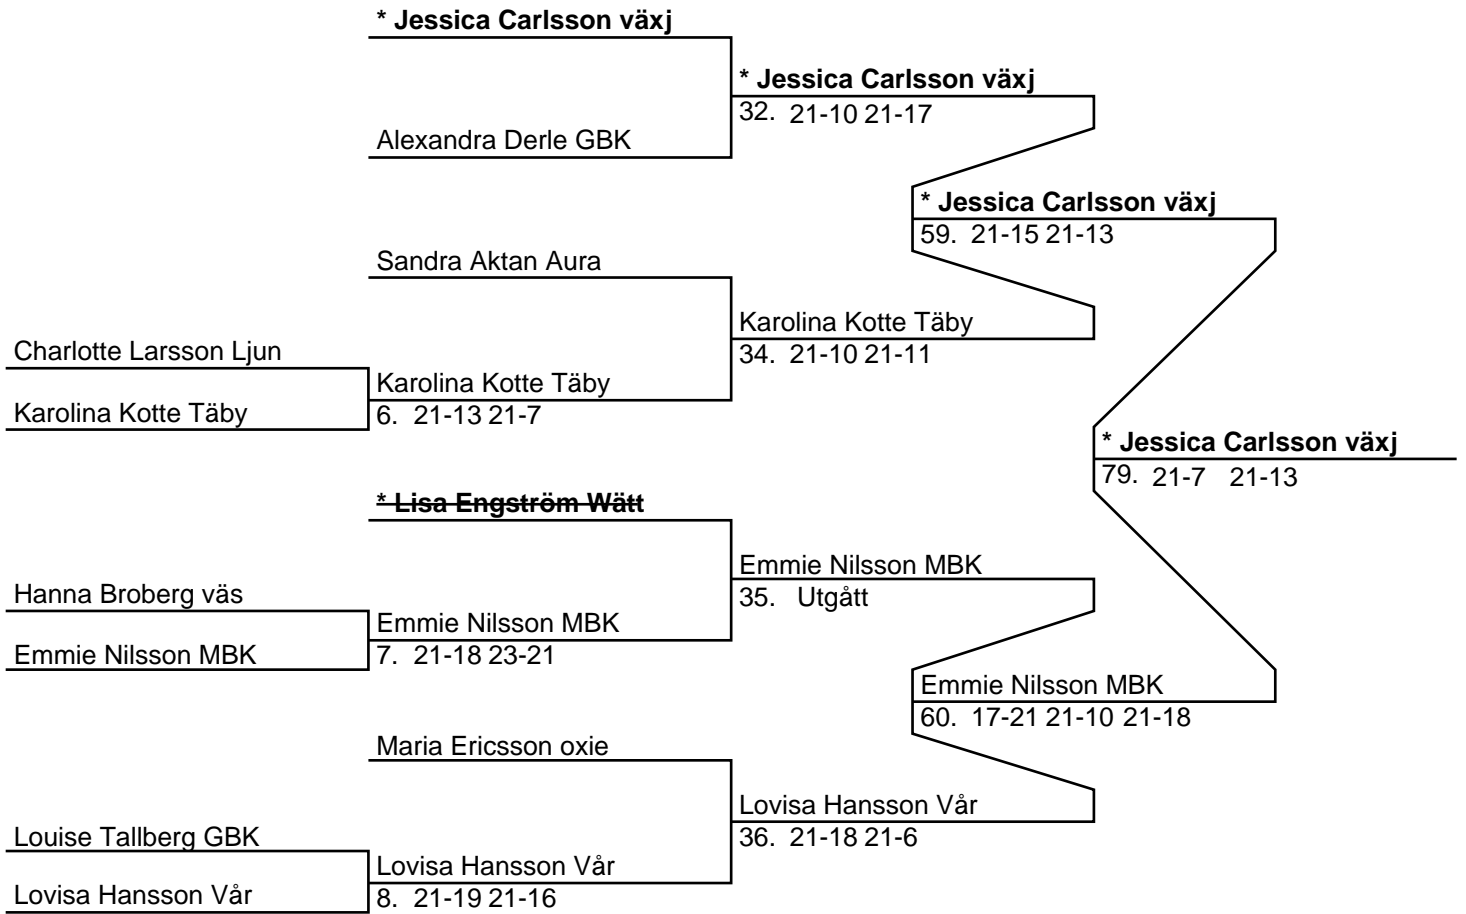 * Jessica Carlsson växj
* Jessica Carlsson växj
32. 21-10 21-17
Alexandra Derle GBK
* Jessica Carlsson växj
59. 21-15 21-13
Sandra Aktan Aura
Karolina Kotte Täby
34. 21-10 21-11
Charlotte Larsson Ljun
Karolina Kotte Täby
6. 21-13 21-7
Karolina Kotte Täby
* Jessica Carlsson växj
79. 21-7 21-13
* Lisa Engström Wätt
Emmie Nilsson MBK
35. Utgått
Hanna Broberg väs
Emmie Nilsson MBK
7. 21-18 23-21
Emmie Nilsson MBK
Emmie Nilsson MBK
60. 17-21 21-10 21-18
Maria Ericsson oxie
Lovisa Hansson Vår
36. 21-18 21-6
Louise Tallberg GBK
Lovisa Hansson Vår
8. 21-19 21-16
Lovisa Hansson Vår